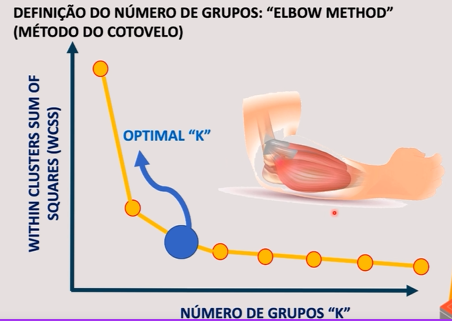 DEFINIÇÃO DO NÚMERO DE GRUPOS: “ELBOW METHOD”
(MÉTODO DO COTOVELO)
WITHIN CLUSTERS SUM OF
SQUARES (WCSS)
OPTIMAL “K”
NÚMERO DE GRUPOS “K”